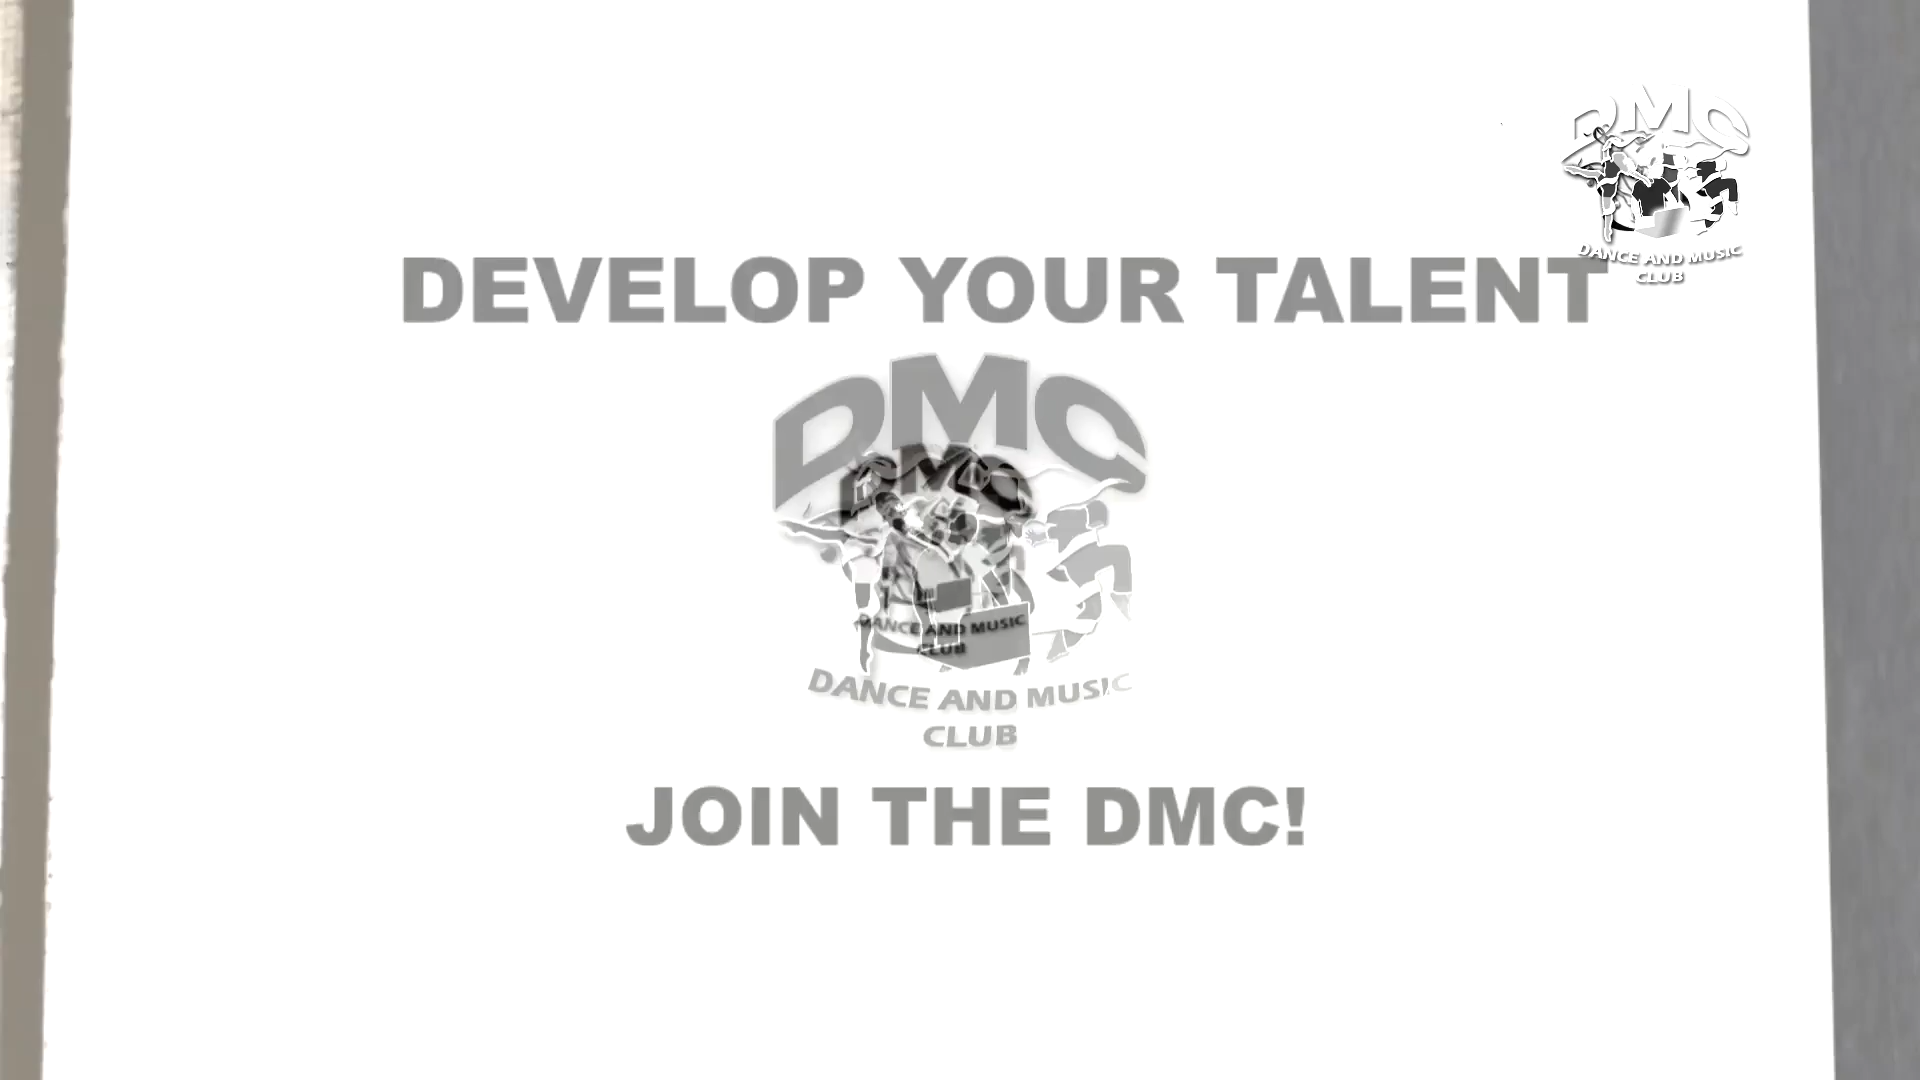 DMC
DANCE AND MUSIC
CLUB
DEVELOP YOUR TALENT
DMC
DMC
DANCE AND MUSIC
CLUB
DANCE AND MUSIC
CLUB
JOIN THE DMC!